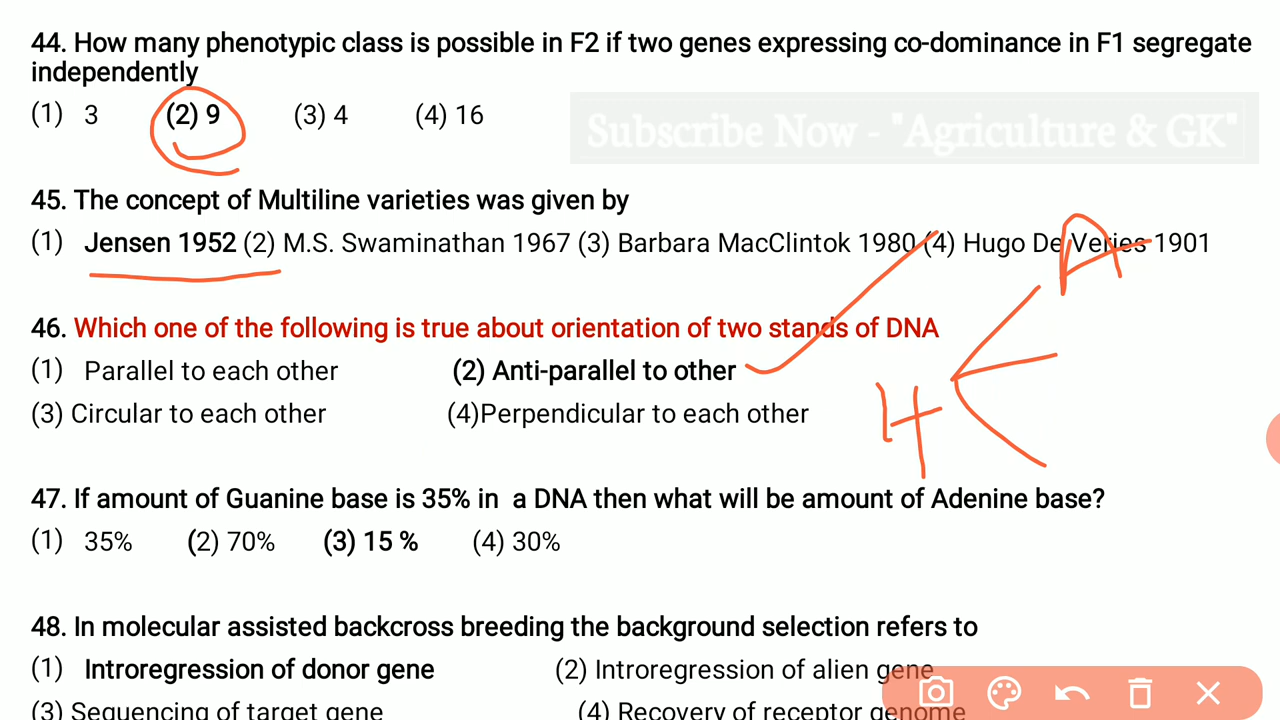 44. How many phenotypic class is possible in F2 if two genes expressing co-dominance in F1 segregate
independently
(1) 3 (2) 9 (3) 4 (4) 16
Subscribe Now - "Agriculture & GK"
45. The concept of Multiline varieties was given by
(1) Jensen 1952 (2) M.S. Swaminathan 1967 (3) Barbara MacClintok 1980 (4) Hugo De Veries 1901
A
46. Which one of the following is true about orientation of two stands of DNA
(1) Parallel to each other (2) Anti-parallel to other
(3) Circular to each other (4)Perpendicular to each other
47. If amount of Guanine base is 35% in a DNA then what will be amount of Adenine base?
(1) 35% (2) 70% (3) 15 % (4) 30%
48. In molecular assisted backcross breeding the background selection refers to
(1) Introregression of donor gene (2) Introregression of alien gene
(3) Sequencing of target gene (4) Recovery of receptor genome